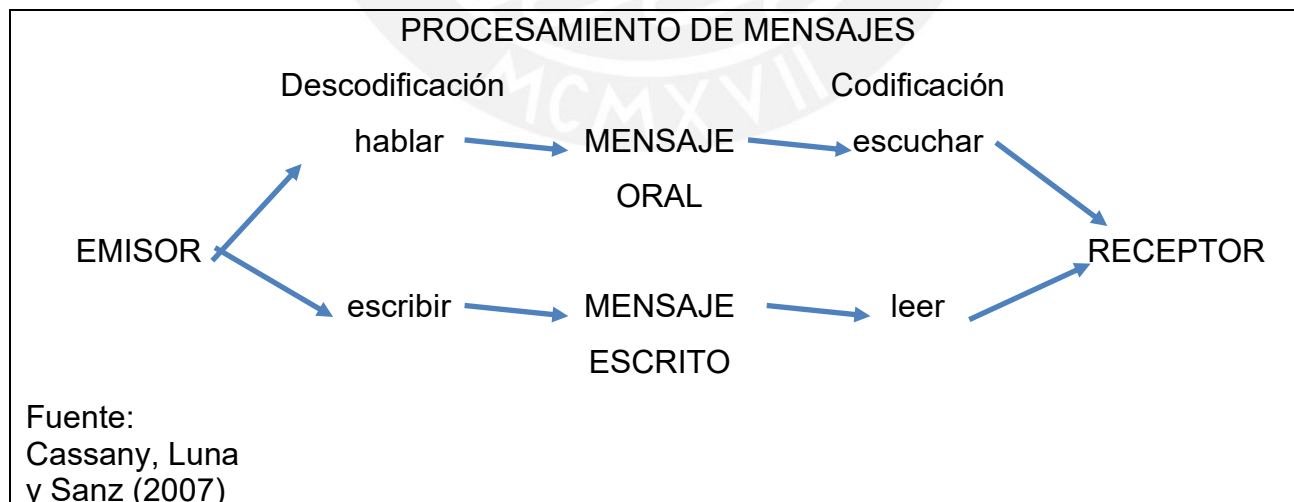 PROCESAMIENTO DE MENSAJES
Descodificación Codificación
hablar MENSAJE escuchar
ORAL
EMISOR RECEPTOR
escribir MENSAJE leer
ESCRITO
Fuente:
Cassany, Luna
y Sanz (2007)
MCMXVII